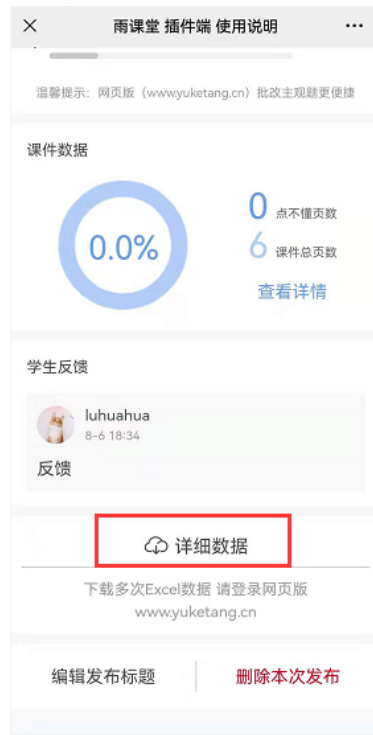 雨课堂 插件端 使用说明
温馨提示：网页版（www.yuketang.cn）批改主观题更便捷
课件数据
0.0%
0 点不懂页数
6 课件总页数
查看详情
学生反馈
luhuahua
8-6 18:34
反馈
详细数据
下载多次Excel数据 请登录网页版
www.yuketang.cn
编辑发布标题
删除本次发布